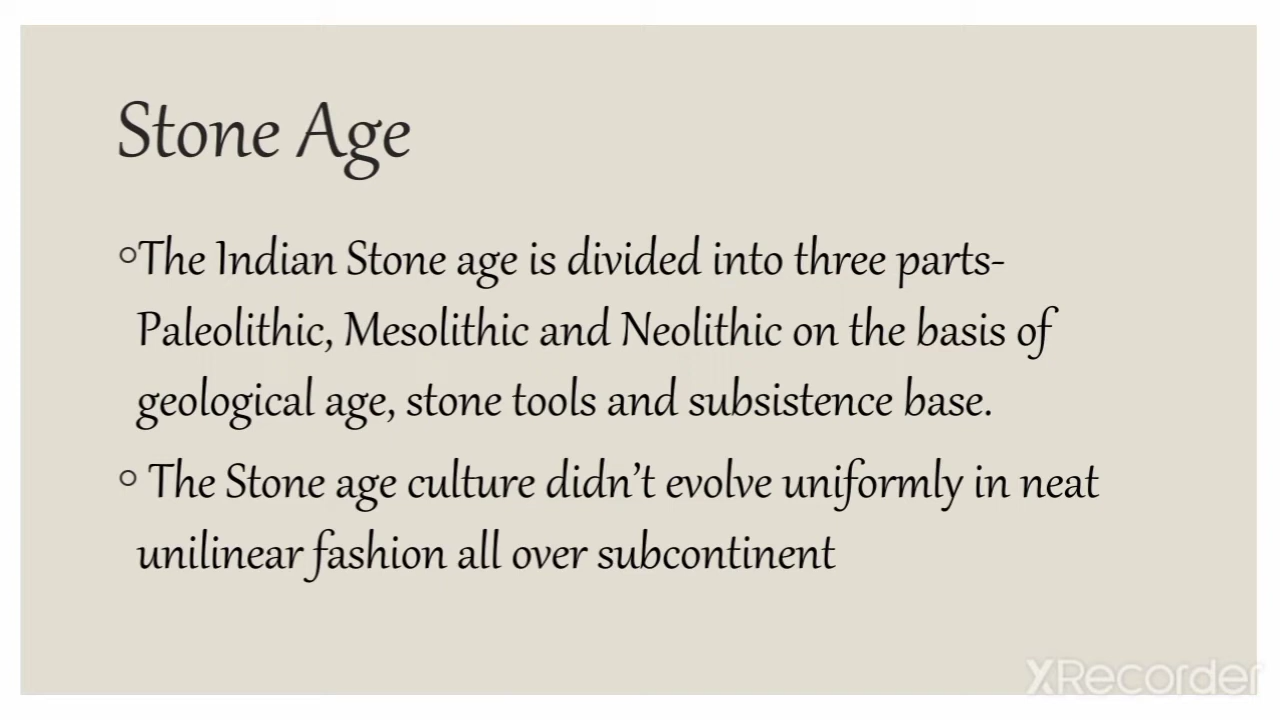 Stone Age
°The Indian Stone age is divided into three parts-
Paleolithic, Mesolithic and Neolithic on the basis of
geological age, stone tools and subsistence base.
° The Stone age culture didn't evolve uniformly in neat
unilinear fashion all over subcontinent
XRecorder